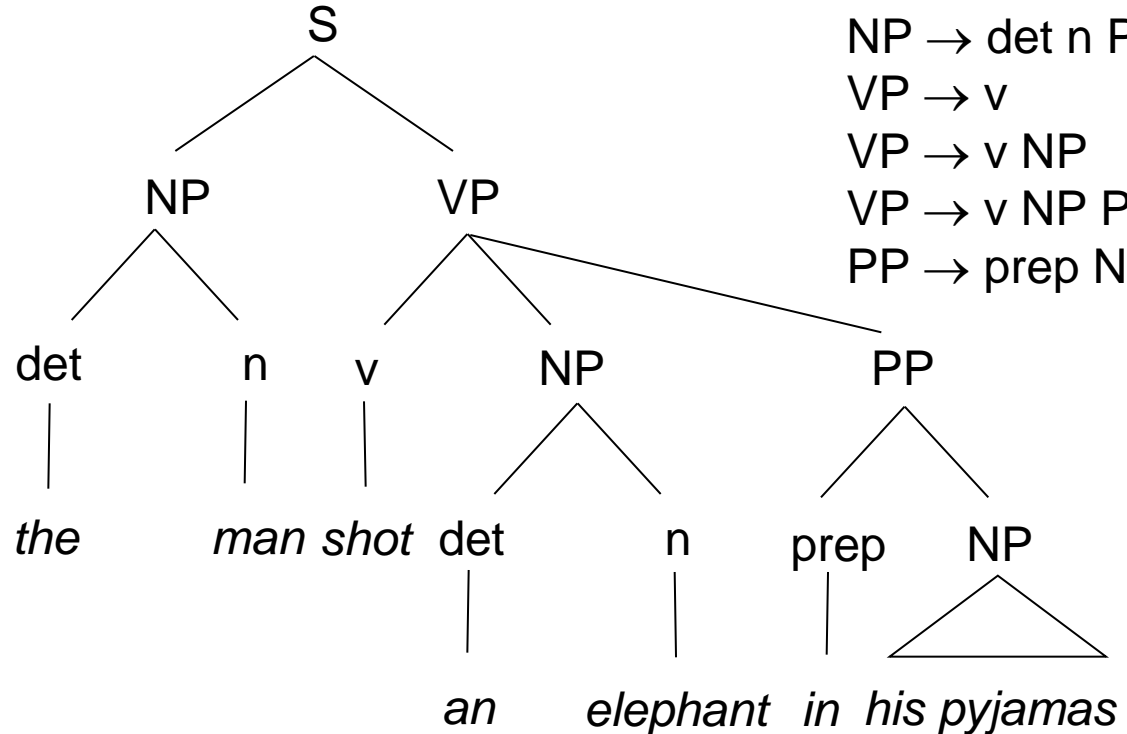 S
NP → det n P
VP → v
NP VP
VP → v NP
VP → v NP P
PP → prep N
det n v NP PP
the man shot det n prep NP
an elephant in his pyjamas